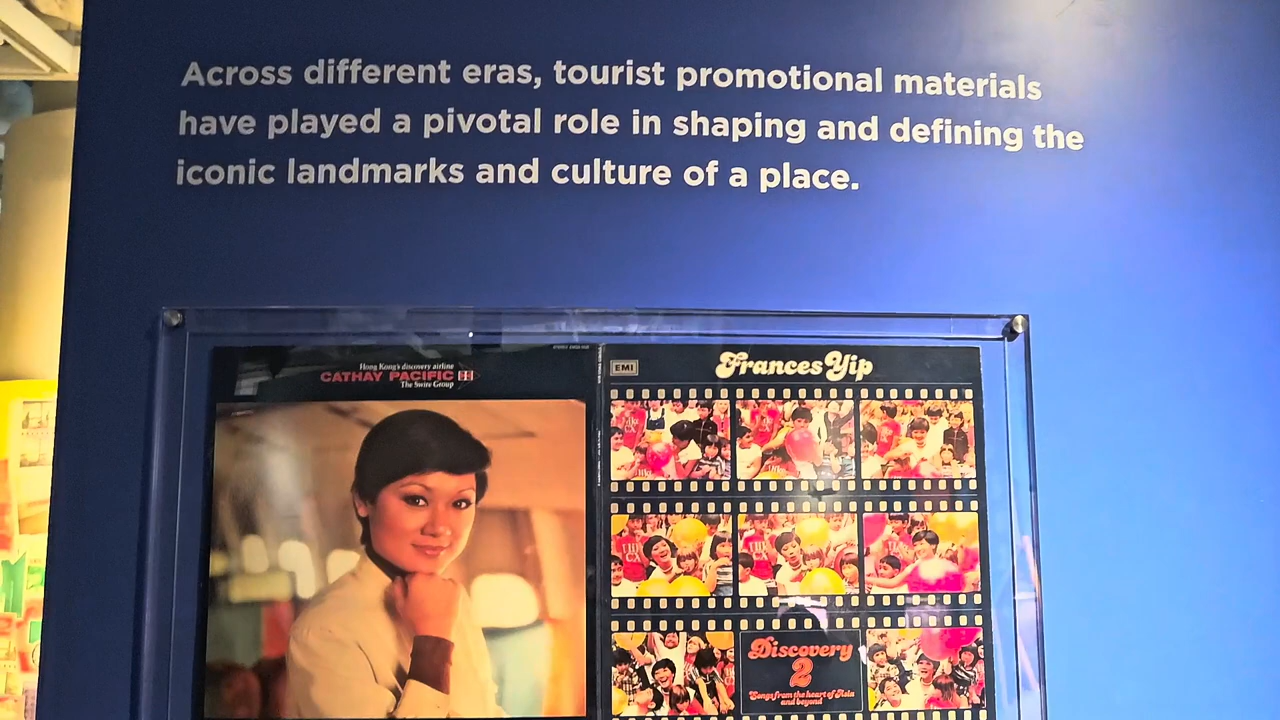 Across different eras, tourist promotional materials
have played a pivotal role in shaping and defining the
iconic landmarks and culture of a place.
Hong Kong's discovery airline
CATHAY PACIFIC
The Swire Group
EMI
Frances Yip
Discovery
2
Songs from the heart of Asia
and beyond